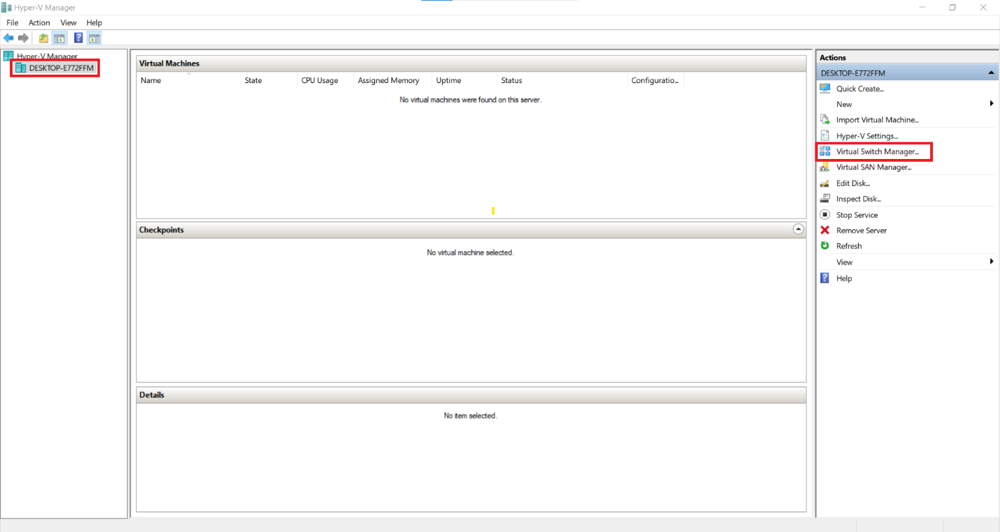 Hyper-V Manager
File Action View Help
Hyper-V Manager
DESKTOP-E772FFM
Virtual Machines
Name State CPU Usage Assigned Memory Uptime Status Configuratio...
No virtual machines were found on this server.
Checkpoints
No virtual machine selected.
Details
No item selected.
Actions
DESKTOP-E772FFM
Quick Create...
New
Import Virtual Machine...
Hyper-V Settings...
Virtual Switch Manager...
Virtual SAN Manager...
Edit Disk...
Inspect Disk...
Stop Service
Remove Server
Refresh
View
Help